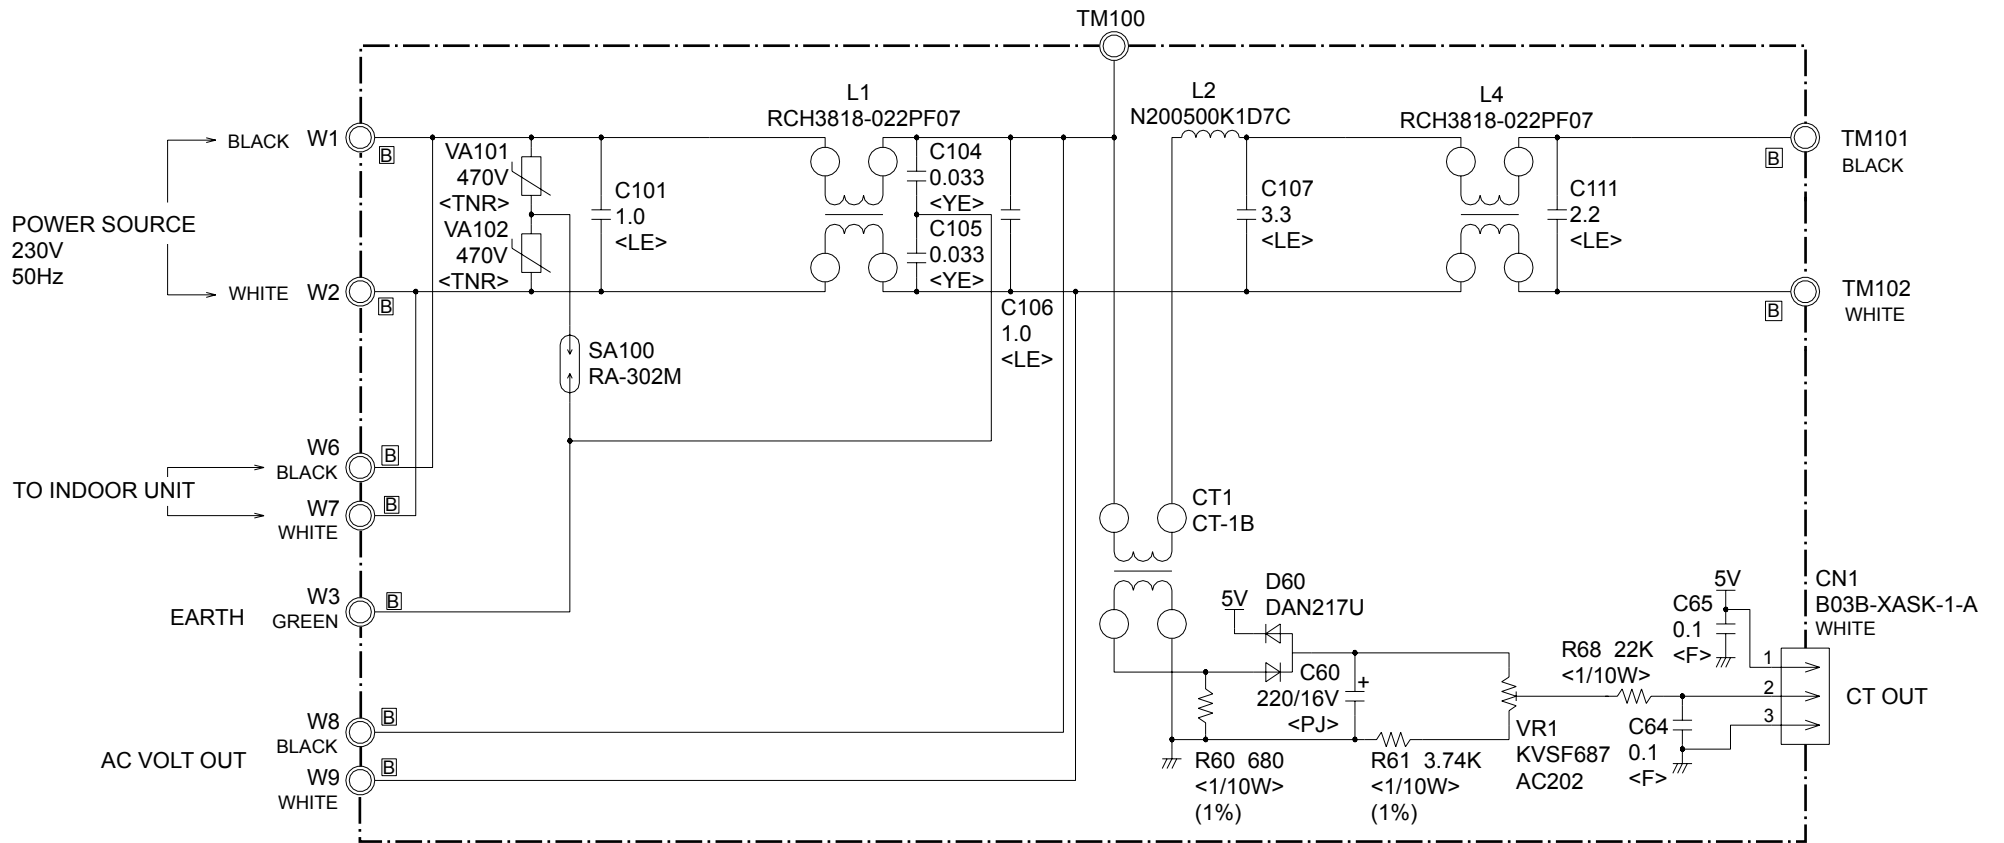 TM100
L1
RCH3818-022PF07
L2
N200500K1D7C
L4
RCH3818-022PF07
BLACK W1
B
VA101
470V
<TNR>
VA102
470V
<TNR>
C101
1.0
<LE>
C104
0.033
<YE>
C105
0.033
<YE>
C107
3.3
<LE>
C111
2.2
<LE>
B
TM101
BLACK
POWER SOURCE
230V
50Hz
WHITE W2
B
C106
1.0
<LE>
B
TM102
WHITE
SA100
RA-302M
W6
BLACK
B
TO INDOOR UNIT
W7
WHITE
B
CT1
CT-1B
EARTH
W3
GREEN
B
5V
D60
DAN217U
C60
220/16V
<PJ>
+
R68 22K
<1/10W>
5V
C65
0.1
<F>
CN1
B03B-XASK-1-A
WHITE
1
2
3
CT OUT
AC VOLT OUT
W8
BLACK
B
W9
WHITE
B
R60 680
<1/10W>
(1%)
R61 3.74K
<1/10W>
(1%)
VR1
KVSF687
AC202
C64
0.1
<F>